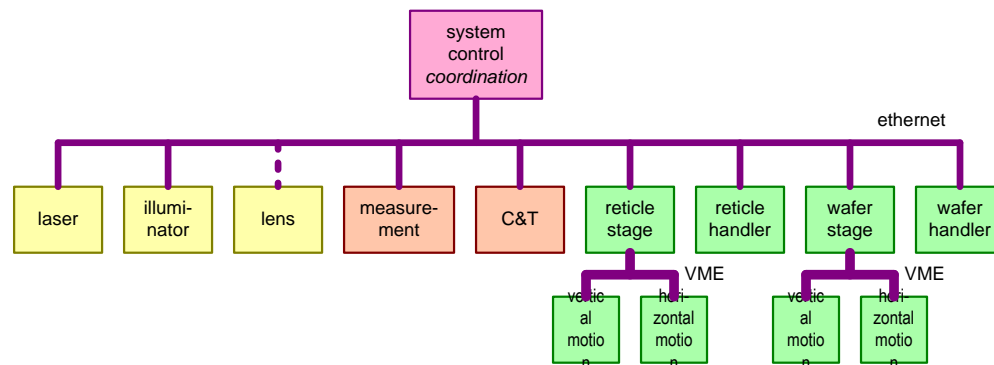 system
control
coordination
ethernet
laser
illumi-
nator
lens
measure-
ment
C&T
reticle
stage
reticle
handler
wafer
stage
wafer
handler
VME
VME
vertic
al
motio
n
hori-
zontal
motio
n
vertic
al
motio
n
hori-
zontal
motio
n